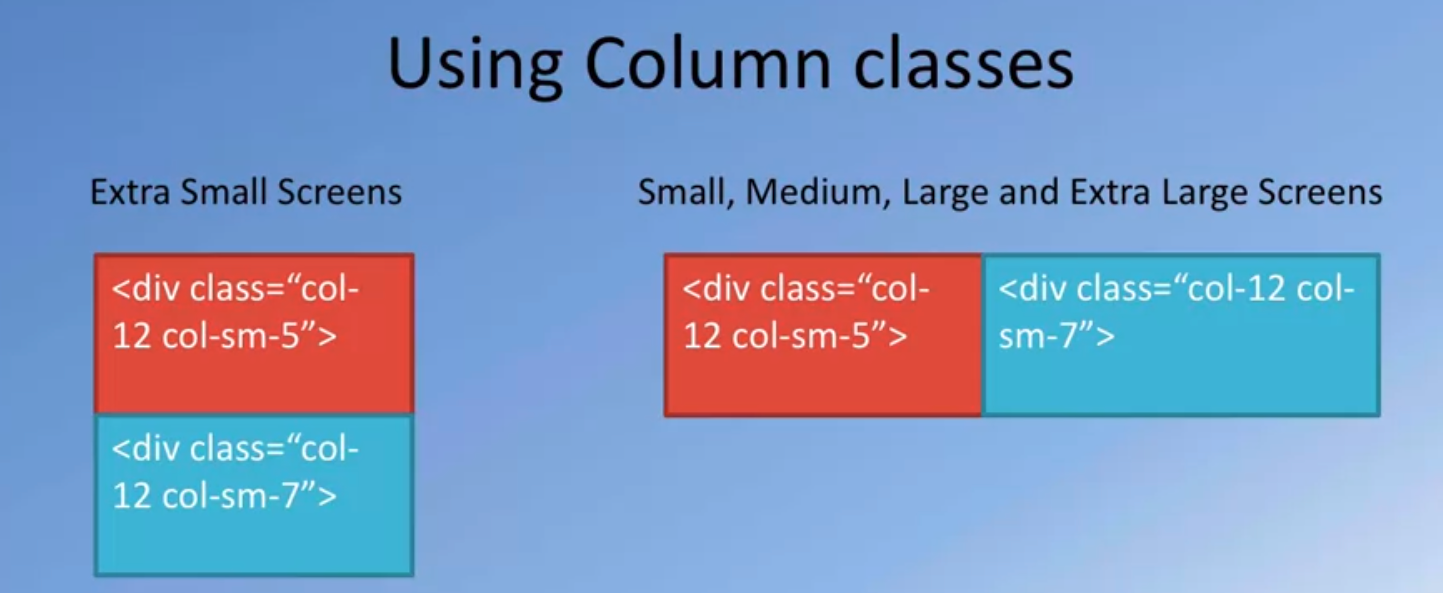 Using Column classes
Extra Small Screens
<div class=“col-
12 col-sm-5”>
<div class=“col-
12 col-sm-7”>
Small, Medium, Large and Extra Large Screens
<div class=“col-
12 col-sm-5”>
<div class=“col-12 col-
sm-7”>